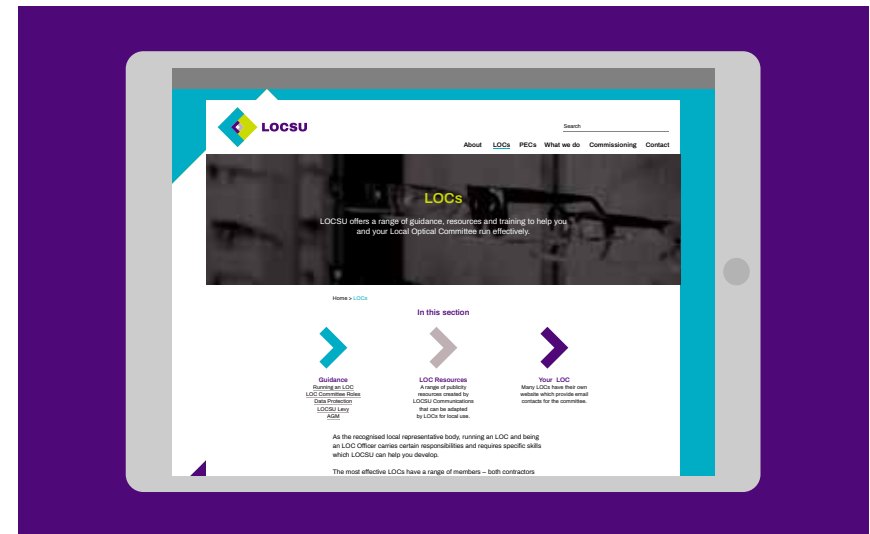 LOCSU
Search
About LOCs PECs What we do Commissioning Contact
LOCs
LOCSU offers a range of guidance, resources and training to help you
and your Local Optical Committee run effectively.
Home > LOCs
In this section
Guidance
Running an LOC
LOC Committee Roles
Data Protection
LOCSU Levy
AGM
LOC Resources
A range of publicity
resources created by
LOCSU Communications
that can be adapted
by LOCs for local use.
Your LOC
Many LOCs have their own
website which provide email
contacts for the committee.
As the recognised local representative body, running an LOC and being
an LOC Officer carries certain responsibilities and requires specific skills
which LOCSU can help you develop.
The most effective LOCs have a range of members – both contractors